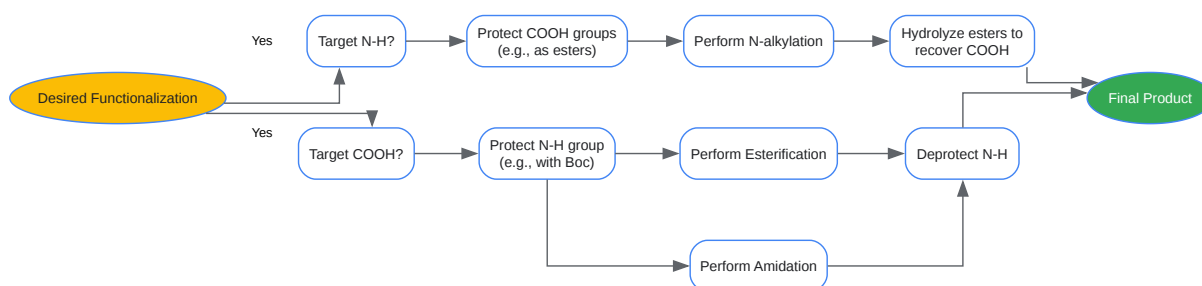 Yes
Target N-H?
Protect COOH groups
(e.g., as esters)
Perform N-alkylation
Hydrolyze esters to
recover COOH
Desired Functionalization
Final Product
Yes
Target COOH?
Protect N-H group
(e.g., with Boc)
Perform Esterification
Deprotect N-H
Perform Amidation